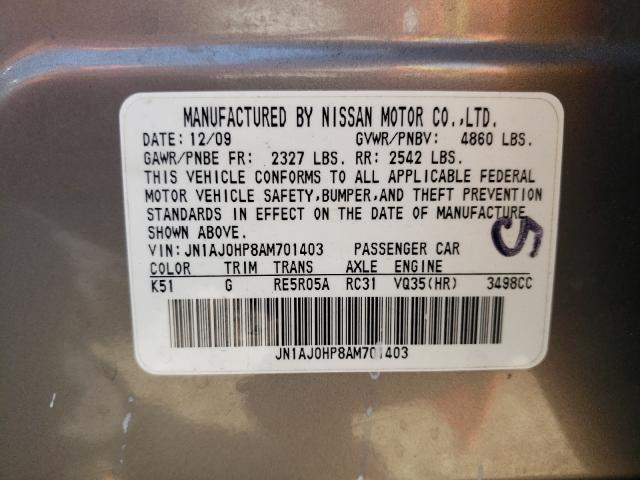 MANUFACTURED BY NISSAN MOTOR CO.,LTD.
DATE: 12/09 GVWR/PNBV: 4860 LBS.
GAWR/PNBE FR: 2327 LBS. RR: 2542 LBS.
THIS VEHICLE CONFORMS TO ALL APPLICABLE FEDERAL
MOTOR VEHICLE SAFETY,BUMPER,AND THEFT PREVENTION
STANDARDS IN EFFECT ON THE DATE OF MANUFACTURE
SHOWN ABOVE.
5
VIN: JN1AJ0HP8AM701403 PASSENGER CAR
COLOR TRIM TRANS AXLE ENGINE
K51 G RE5R05A RC31 VQ35(HR) 3498CC
JN1AJ0HP8AM701403